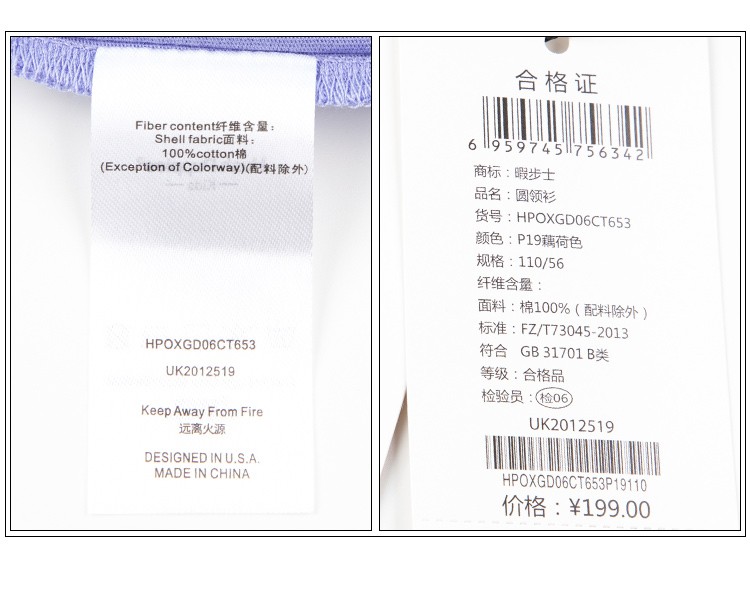 Fiber content纤维含量:
Shell fabric面料:
100%cotton棉
(Exception of Colorway)(配料除外)
HPOXGD06CT653
UK2012519
Keep Away From Fire
远离火源
DESIGNED IN U.S.A.
MADE IN CHINA
合格证
6 959745 756342
商标:暇步士
品名:圆领衫
货号:HPOXGD06CT653
颜色:P19藕荷色
规格:110/56
纤维含量:
面料:棉100%(配料除外)
标准:FZ/T73045-2013
符合 GB 31701 B类
等级:合格品
检验员:检06
UK2012519
HPOXGD06CT653P19110
价格:¥199.00